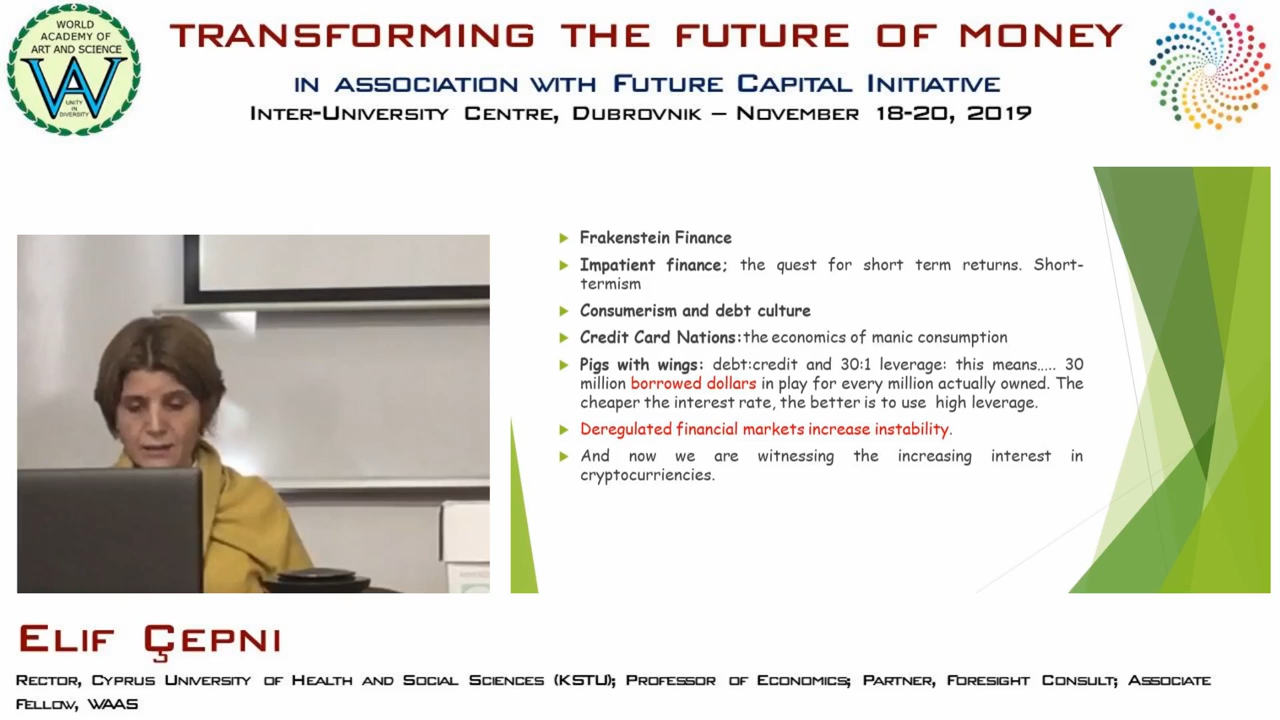 WORLD
ACADEMY OF
ART AND SCIENCE
UNITY
IN
DIVERSITY
TRANSFORMING THE FUTURE OF MONEY
IN ASSOCIATION WITH FUTURE CAPITAL INITIATIVE
INTER-UNIVERSITY CENTRE, DUBROVNIK – NOVEMBER 18-20, 2019
Frakenstein Finance
Impatient finance; the quest for short term returns. Short-
termism
Consumerism and debt culture
Credit Card Nations:the economics of manic consumption
Pigs with wings: debt:credit and 30:1 leverage: this means..... 30
million borrowed dollars in play for every million actually owned. The
cheaper the interest rate, the better is to use high leverage.
Deregulated financial markets increase instability.
And now we are witnessing the increasing interest in
cryptocurriencies.
ELIF ÇEPNI
RECTOR, CYPRUS UNIVERSITY OF HEALTH AND SOCIAL SCIENCES (KSTU); PROFESSOR OF ECONOMICS; PARTNER, FORESIGHT CONSULT; ASSOCIATE
FELLOW, WAAS